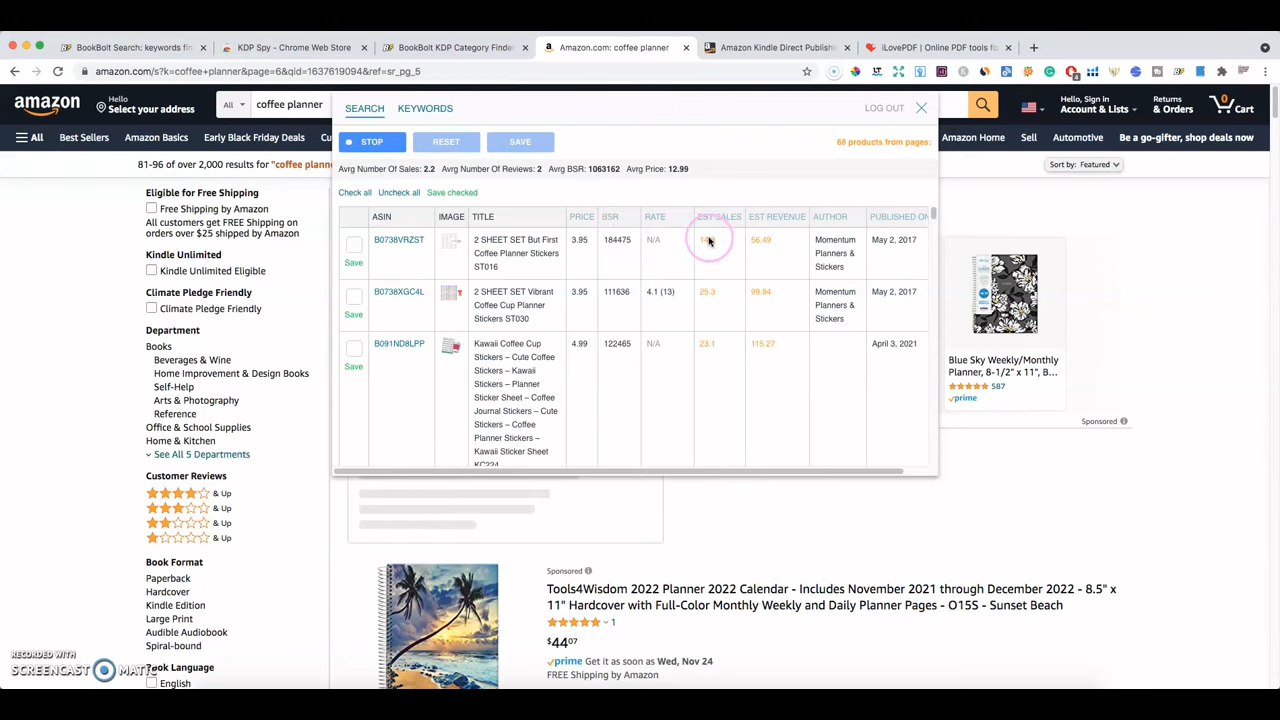 BookBolt Search: keywords fin
KDP Spy - Chrome Web Store
BookBolt KDP Category Finder
Amazon.com: coffee planner
Amazon Kindle Direct Publishin
iLovePDF | Online PDF tools fo
amazon.com/s?k=coffee+planner&page=6&qid=1637619094&ref=sr_pg_5
amazon
Hello
Select your address
All
coffee planner
Hello, Sign in
Account & Lists
Returns
& Orders
0
Cart
All
Best Sellers
Amazon Basics
Early Black Friday Deals
Cu
Amazon Home
Sell
Automotive
Be a go-gifter, shop deals now
81-96 of over 2,000 results for "coffee plann
Sort by: Featured
SEARCH
KEYWORDS
LOG OUT
STOP
RESET
SAVE
68 products from pages:
Avrg Number Of Sales: 2.2 Avrg Number Of Reviews: 2 Avrg BSR: 1063162 Avrg Price: 12.99
Check all Uncheck all Save checked
ASIN IMAGE TITLE PRICE BSR RATE EST SALES EST REVENUE AUTHOR PUBLISHED ON
Save
B0738VRZST
2 SHEET SET But First
Coffee Planner Stickers
ST016
3.95
184475
N/A
56.49
Momentum
Planners &
Stickers
May 2, 2017
Save
B0738XGC4L
2 SHEET SET Vibrant
Coffee Cup Planner
Stickers ST030
3.95
111636
4.1 (13)
25.3
99.94
Momentum
Planners &
Stickers
May 2, 2017
Save
B091ND8LPP
Kawaii Coffee Cup
Stickers – Cute Coffee
Stickers – Kawaii
Stickers – Planner
Sticker Sheet – Coffee
Journal Stickers – Cute
Stickers – Coffee
Planner Stickers –
Kawaii Sticker Sheet
KC224
4.99
122465
N/A
23.1
115.27
April 3, 2021
Eligible for Free Shipping
Free Shipping by Amazon
All customers get FREE Shipping on
orders over $25 shipped by Amazon
Kindle Unlimited
Kindle Unlimited Eligible
Climate Pledge Friendly
Climate Pledge Friendly
Department
Books
Beverages & Wine
Home Improvement & Design Books
Self-Help
Arts & Photography
Reference
Office & School Supplies
Home & Kitchen
See All 5 Departments
Customer Reviews
& Up
& Up
& Up
& Up
Book Format
Paperback
Hardcover
Kindle Edition
Large Print
Audible Audiobook
Spiral-bound
Book Language
English
Blue Sky Weekly/Monthly
Planner, 8-1/2" x 11", B...
587
prime
Sponsored
Sponsored
Tools4Wisdom 2022 Planner 2022 Calendar - Includes November 2021 through December 2022 - 8.5" x
11" Hardcover with Full-Color Monthly Weekly and Daily Planner Pages - O15S - Sunset Beach
1
$4407
prime Get it as soon as Wed, Nov 24
FREE Shipping by Amazon
RECORDED WITH
SCREENCAST MATIC